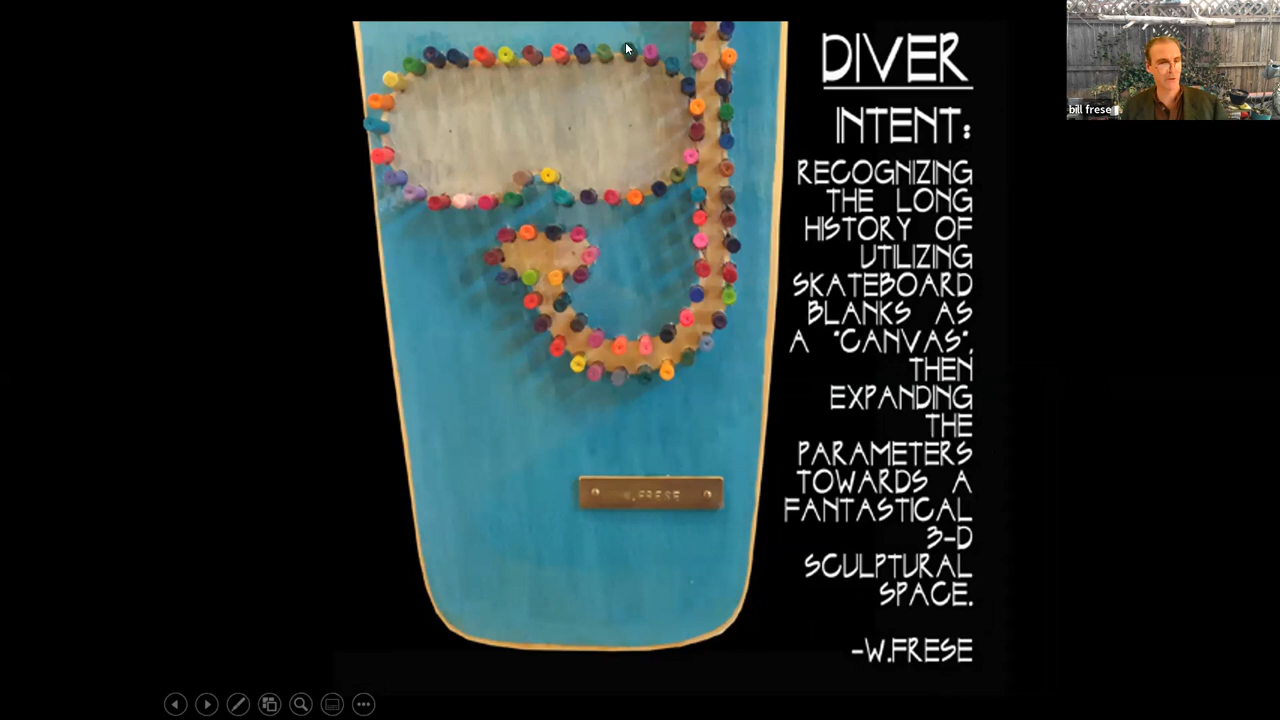 DIVER
INTENT:
RECOGNIZING
THE LONG
HISTORY OF
UTILIZING
SKATEBOARD
BLANKS AS
A "CANVAS",
THEN
EXPANDING
THE
PARAMETERS
TOWARDS A
FANTASTICAL
3-D
SCULPTURAL
SPACE.
-W.FRESE
W.FRESE
bill frese